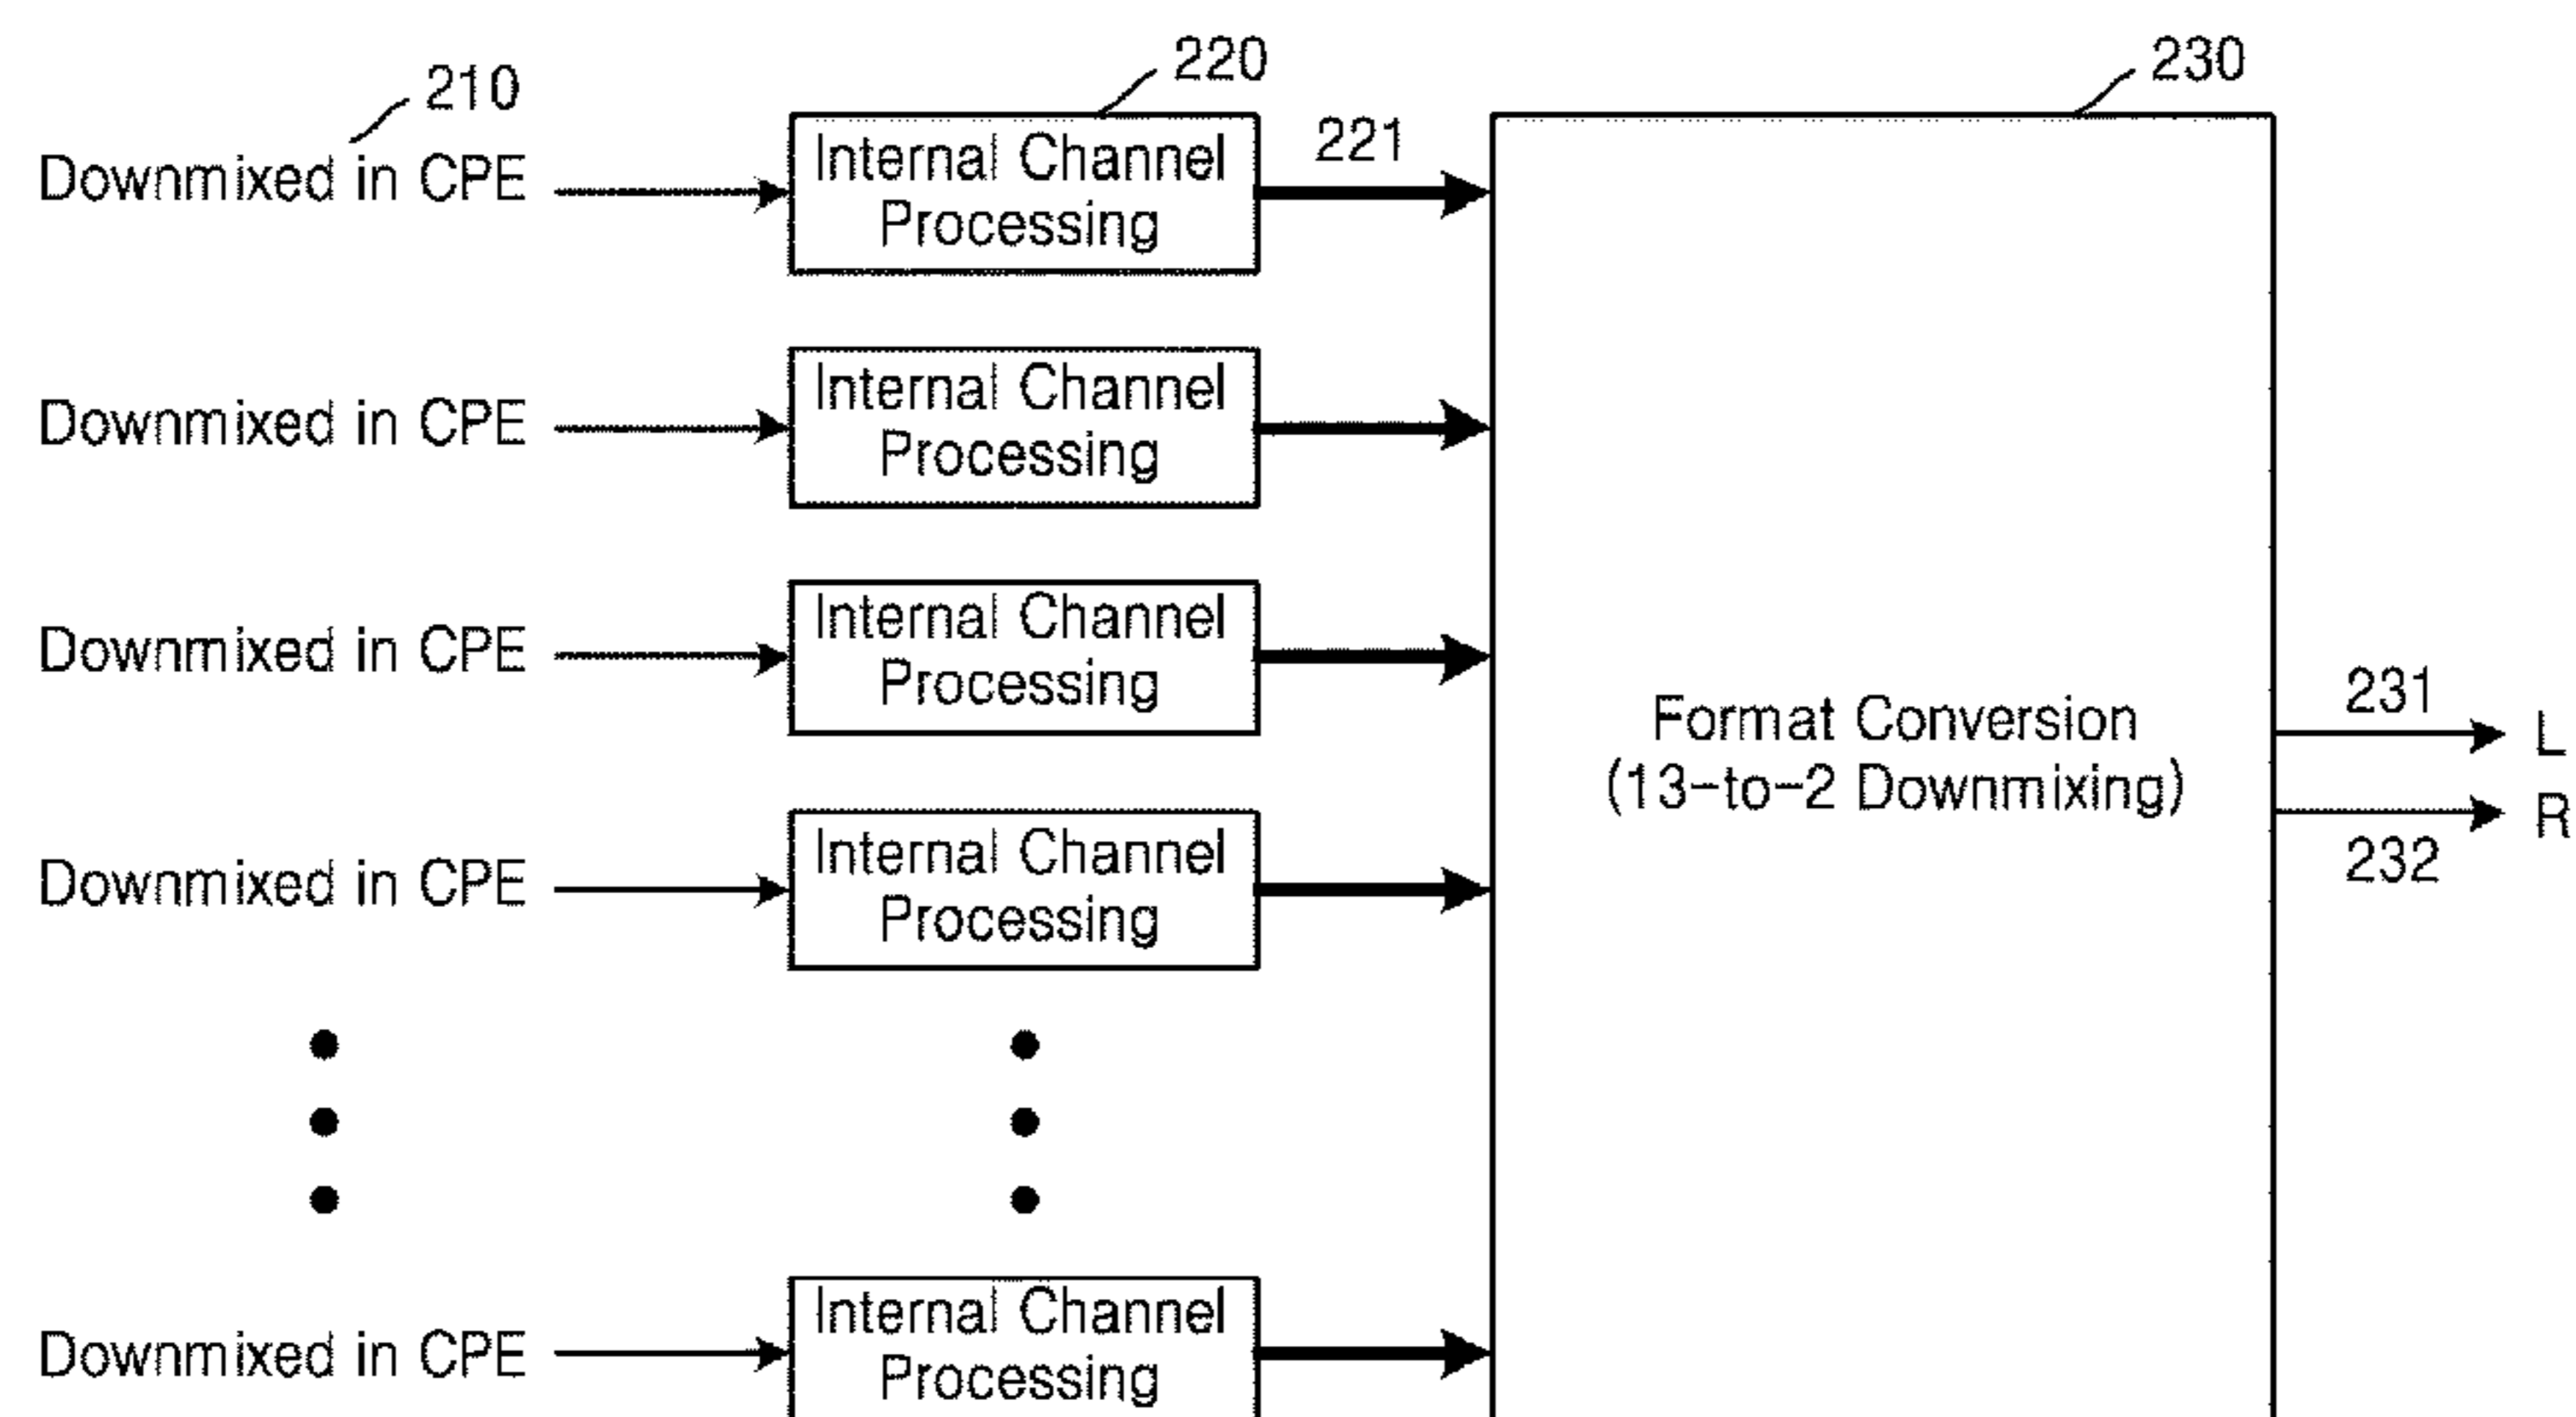 210
220
230
Downmixed in CPE
Internal Channel
Processing
221
Downmixed in CPE
Internal Channel
Processing
Downmixed in CPE
Internal Channel
Processing
Format Conversion
(13-to-2 Downmixing)
231
L
R
232
Downmixed in CPE
Internal Channel
Processing
Downmixed in CPE
Internal Channel
Processing